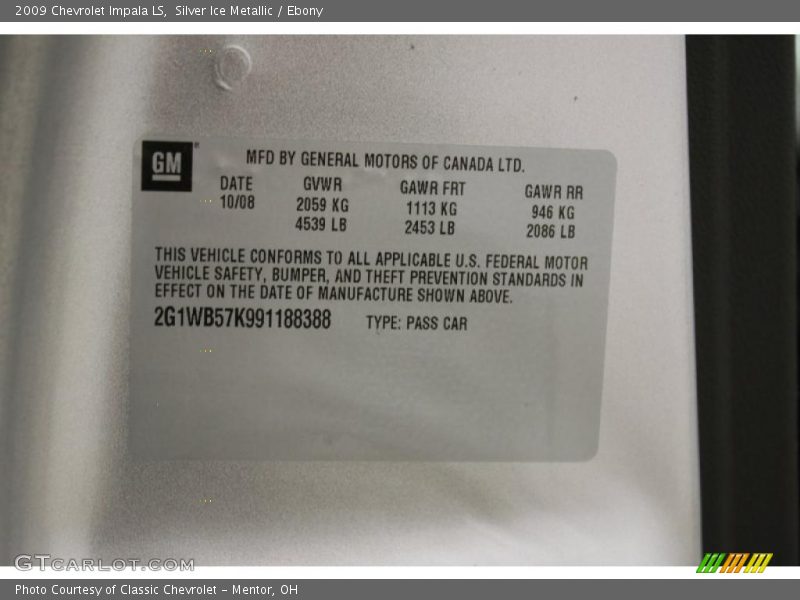 2009 Chevrolet Impala LS, Silver Ice Metallic / Ebony
GM
MFD BY GENERAL MOTORS OF CANADA LTD.
DATE GVWR GAWR FRT GAWR RR
10/08 2059 KG 1113 KG 946 KG
4539 LB 2453 LB 2086 LB
THIS VEHICLE CONFORMS TO ALL APPLICABLE U.S. FEDERAL MOTOR
VEHICLE SAFETY, BUMPER, AND THEFT PREVENTION STANDARDS IN
EFFECT ON THE DATE OF MANUFACTURE SHOWN ABOVE.
2G1WB57K991188388 TYPE: PASS CAR
GTCARLOT.COM
Photo Courtesy of Classic Chevrolet - Mentor, OH